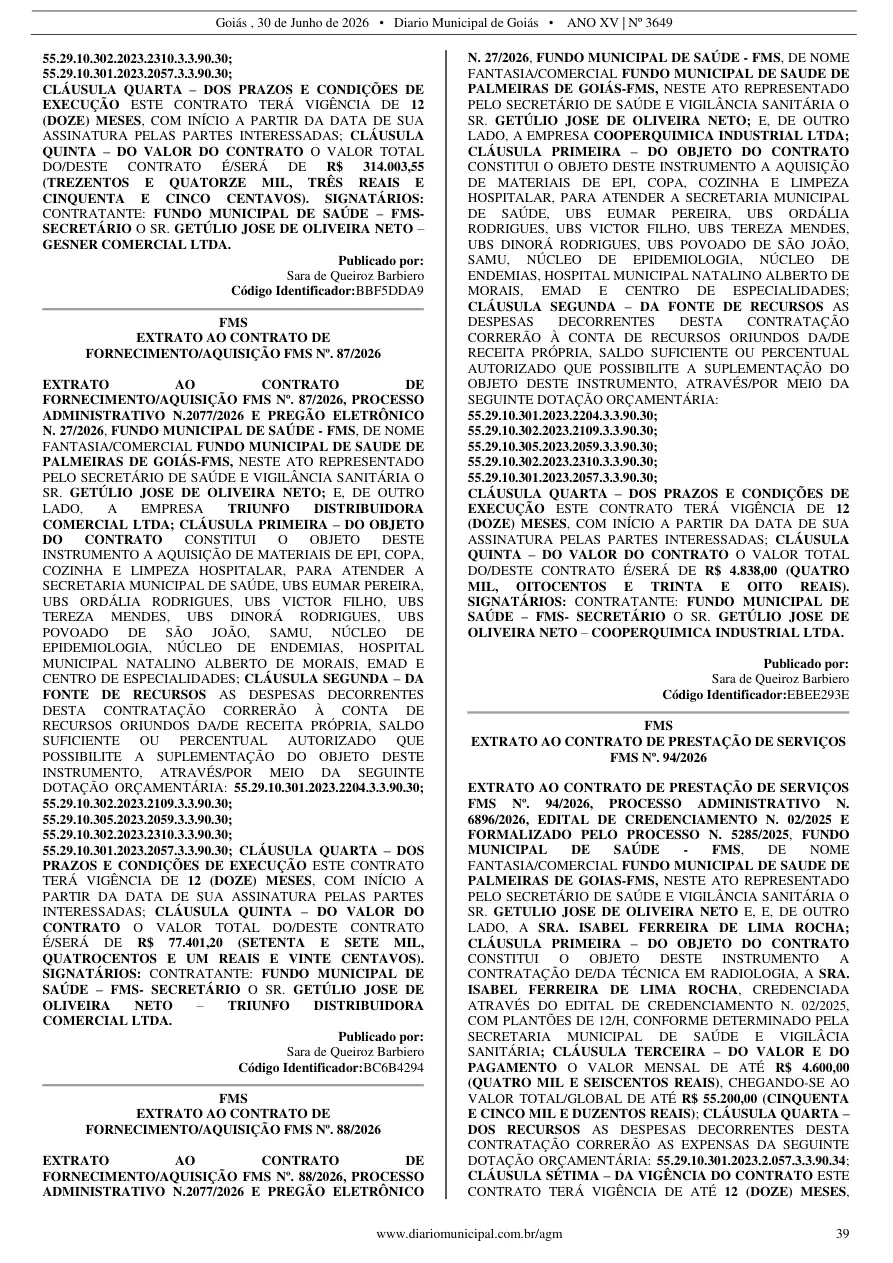 Goiás , 30 de Junho de 2026 • Diario Municipal de Goiás • ANO XV | Nº 3649
55.29.10.302.2023.2310.3.3.90.30;
55.29.10.301.2023.2057.3.3.90.30;
CLÁUSULA QUARTA – DOS PRAZOS E CONDIÇÕES DE
EXECUÇÃO ESTE CONTRATO TERÁ VIGÊNCIA DE 12
(DOZE) MESES, COM INÍCIO A PARTIR DA DATA DE SUA
ASSINATURA PELAS PARTES INTERESSADAS; CLÁUSULA
QUINTA – DO VALOR DO CONTRATO O VALOR TOTAL
DO/DESTE CONTRATO É/SERÁ DE R$ 314.003,55
(TREZENTOS E QUATORZE MIL, TRÊS REAIS E
CINQUENTA E CINCO CENTAVOS). SIGNATÁRIOS:
CONTRATANTE: FUNDO MUNICIPAL DE SAÚDE – FMS-
SECRETÁRIO O SR. GETÚLIO JOSE DE OLIVEIRA NETO –
GESNER COMERCIAL LTDA.
Publicado por:
Sara de Queiroz Barbiero
Código Identificador:BBF5DDA9
FMS
EXTRATO AO CONTRATO DE
FORNECIMENTO/AQUISIÇÃO FMS Nº. 87/2026
EXTRATO AO CONTRATO DE
FORNECIMENTO/AQUISIÇÃO FMS Nº. 87/2026, PROCESSO
ADMINISTRATIVO N.2077/2026 E PREGÃO ELETRÔNICO
N. 27/2026, FUNDO MUNICIPAL DE SAÚDE - FMS, DE NOME
FANTASIA/COMERCIAL FUNDO MUNICIPAL DE SAUDE DE
PALMEIRAS DE GOIÁS-FMS, NESTE ATO REPRESENTADO
PELO SECRETÁRIO DE SAÚDE E VIGILÂNCIA SANITÁRIA O
SR. GETÚLIO JOSE DE OLIVEIRA NETO; E, DE OUTRO
LADO, A EMPRESA TRIUNFO DISTRIBUIDORA
COMERCIAL LTDA; CLÁUSULA PRIMEIRA – DO OBJETO
DO CONTRATO CONSTITUI O OBJETO DESTE
INSTRUMENTO A AQUISIÇÃO DE MATERIAIS DE EPI, COPA,
COZINHA E LIMPEZA HOSPITALAR, PARA ATENDER A
SECRETARIA MUNICIPAL DE SAÚDE, UBS EUMAR PEREIRA,
UBS ORDÁLIA RODRIGUES, UBS VICTOR FILHO, UBS
TEREZA MENDES, UBS DINORÁ RODRIGUES, UBS
POVOADO DE SÃO JOÃO, SAMU, NÚCLEO DE
EPIDEMIOLOGIA, NÚCLEO DE ENDEMIAS, HOSPITAL
MUNICIPAL NATALINO ALBERTO DE MORAIS, EMAD E
CENTRO DE ESPECIALIDADES; CLÁUSULA SEGUNDA – DA
FONTE DE RECURSOS AS DESPESAS DECORRENTES
DESTA CONTRATAÇÃO CORRERÃO À CONTA DE
RECURSOS ORIUNDOS DA/DE RECEITA PRÓPRIA, SALDO
SUFICIENTE OU PERCENTUAL AUTORIZADO QUE
POSSIBILITE A SUPLEMENTAÇÃO DO OBJETO DESTE
INSTRUMENTO, ATRAVÉS/POR MEIO DA SEGUINTE
DOTAÇÃO ORÇAMENTÁRIA: 55.29.10.301.2023.2204.3.3.90.30;
55.29.10.302.2023.2109.3.3.90.30;
55.29.10.305.2023.2059.3.3.90.30;
55.29.10.302.2023.2310.3.3.90.30;
55.29.10.301.2023.2057.3.3.90.30; CLÁUSULA QUARTA – DOS
PRAZOS E CONDIÇÕES DE EXECUÇÃO ESTE CONTRATO
TERÁ VIGÊNCIA DE 12 (DOZE) MESES, COM INÍCIO A
PARTIR DA DATA DE SUA ASSINATURA PELAS PARTES
INTERESSADAS; CLÁUSULA QUINTA – DO VALOR DO
CONTRATO O VALOR TOTAL DO/DESTE CONTRATO
É/SERÁ DE R$ 77.401,20 (SETENTA E SETE MIL,
QUATROCENTOS E UM REAIS E VINTE CENTAVOS).
SIGNATÁRIOS: CONTRATANTE: FUNDO MUNICIPAL DE
SAÚDE – FMS- SECRETÁRIO O SR. GETÚLIO JOSE DE
OLIVEIRA NETO – TRIUNFO DISTRIBUIDORA
COMERCIAL LTDA.
Publicado por:
Sara de Queiroz Barbiero
Código Identificador:BC6B4294
FMS
EXTRATO AO CONTRATO DE
FORNECIMENTO/AQUISIÇÃO FMS Nº. 88/2026
EXTRATO AO CONTRATO DE
FORNECIMENTO/AQUISIÇÃO FMS Nº. 88/2026, PROCESSO
ADMINISTRATIVO N.2077/2026 E PREGÃO ELETRÔNICO
N. 27/2026, FUNDO MUNICIPAL DE SAÚDE - FMS, DE NOME
FANTASIA/COMERCIAL FUNDO MUNICIPAL DE SAUDE DE
PALMEIRAS DE GOIÁS-FMS, NESTE ATO REPRESENTADO
PELO SECRETÁRIO DE SAÚDE E VIGILÂNCIA SANITÁRIA O
SR. GETÚLIO JOSE DE OLIVEIRA NETO; E, DE OUTRO
LADO, A EMPRESA COOPERQUIMICA INDUSTRIAL LTDA;
CLÁUSULA PRIMEIRA – DO OBJETO DO CONTRATO
CONSTITUI O OBJETO DESTE INSTRUMENTO A AQUISIÇÃO
DE MATERIAIS DE EPI, COPA, COZINHA E LIMPEZA
HOSPITALAR, PARA ATENDER A SECRETARIA MUNICIPAL
DE SAÚDE, UBS EUMAR PEREIRA, UBS ORDÁLIA
RODRIGUES, UBS VICTOR FILHO, UBS TEREZA MENDES,
UBS DINORÁ RODRIGUES, UBS POVOADO DE SÃO JOÃO,
SAMU, NÚCLEO DE EPIDEMIOLOGIA, NÚCLEO DE
ENDEMIAS, HOSPITAL MUNICIPAL NATALINO ALBERTO DE
MORAIS, EMAD E CENTRO DE ESPECIALIDADES;
CLÁUSULA SEGUNDA – DA FONTE DE RECURSOS AS
DESPESAS DECORRENTES DESTA CONTRATAÇÃO
CORRERÃO À CONTA DE RECURSOS ORIUNDOS DA/DE
RECEITA PRÓPRIA, SALDO SUFICIENTE OU PERCENTUAL
AUTORIZADO QUE POSSIBILITE A SUPLEMENTAÇÃO DO
OBJETO DESTE INSTRUMENTO, ATRAVÉS/POR MEIO DA
SEGUINTE DOTAÇÃO ORÇAMENTÁRIA:
55.29.10.301.2023.2204.3.3.90.30;
55.29.10.302.2023.2109.3.3.90.30;
55.29.10.305.2023.2059.3.3.90.30;
55.29.10.302.2023.2310.3.3.90.30;
55.29.10.301.2023.2057.3.3.90.30;
CLÁUSULA QUARTA – DOS PRAZOS E CONDIÇÕES DE
EXECUÇÃO ESTE CONTRATO TERÁ VIGÊNCIA DE 12
(DOZE) MESES, COM INÍCIO A PARTIR DA DATA DE SUA
ASSINATURA PELAS PARTES INTERESSADAS; CLÁUSULA
QUINTA – DO VALOR DO CONTRATO O VALOR TOTAL
DO/DESTE CONTRATO É/SERÁ DE R$ 4.838,00 (QUATRO
MIL, OITOCENTOS E TRINTA E OITO REAIS).
SIGNATÁRIOS: CONTRATANTE: FUNDO MUNICIPAL DE
SAÚDE – FMS- SECRETÁRIO O SR. GETÚLIO JOSE DE
OLIVEIRA NETO – COOPERQUIMICA INDUSTRIAL LTDA.
Publicado por:
Sara de Queiroz Barbiero
Código Identificador:EBEE293E
FMS
EXTRATO AO CONTRATO DE PRESTAÇÃO DE SERVIÇOS
FMS Nº. 94/2026
EXTRATO AO CONTRATO DE PRESTAÇÃO DE SERVIÇOS
FMS Nº. 94/2026, PROCESSO ADMINISTRATIVO N.
6896/2026, EDITAL DE CREDENCIAMENTO N. 02/2025 E
FORMALIZADO PELO PROCESSO N. 5285/2025, FUNDO
MUNICIPAL DE SAÚDE - FMS, DE NOME
FANTASIA/COMERCIAL FUNDO MUNICIPAL DE SAUDE DE
PALMEIRAS DE GOIAS-FMS, NESTE ATO REPRESENTADO
PELO SECRETÁRIO DE SAÚDE E VIGILÂNCIA SANITÁRIA O
SR. GETULIO JOSE DE OLIVEIRA NETO E, E, DE OUTRO
LADO, A SRA. ISABEL FERREIRA DE LIMA ROCHA;
CLÁUSULA PRIMEIRA – DO OBJETO DO CONTRATO
CONSTITUI O OBJETO DESTE INSTRUMENTO A
CONTRATAÇÃO DE/DA TÉCNICA EM RADIOLOGIA, A SRA.
ISABEL FERREIRA DE LIMA ROCHA, CREDENCIADA
ATRAVÉS DO EDITAL DE CREDENCIAMENTO N. 02/2025,
COM PLANTÕES DE 12/H, CONFORME DETERMINADO PELA
SECRETARIA MUNICIPAL DE SAÚDE E VIGILÂCIA
SANITÁRIA; CLÁUSULA TERCEIRA – DO VALOR E DO
PAGAMENTO O VALOR MENSAL DE ATÉ R$ 4.600,00
(QUATRO MIL E SEISCENTOS REAIS), CHEGANDO-SE AO
VALOR TOTAL/GLOBAL DE ATÉ R$ 55.200,00 (CINQUENTA
E CINCO MIL E DUZENTOS REAIS); CLÁUSULA QUARTA –
DOS RECURSOS AS DESPESAS DECORRENTES DESTA
CONTRATAÇÃO CORRERÃO AS EXPENSAS DA SEGUINTE
DOTAÇÃO ORÇAMENTÁRIA: 55.29.10.301.2023.2.057.3.3.90.34;
CLÁUSULA SÉTIMA – DA VIGÊNCIA DO CONTRATO ESTE
CONTRATO TERÁ VIGÊNCIA DE ATÉ 12 (DOZE) MESES,
www.diariomunicipal.com.br/agm 39